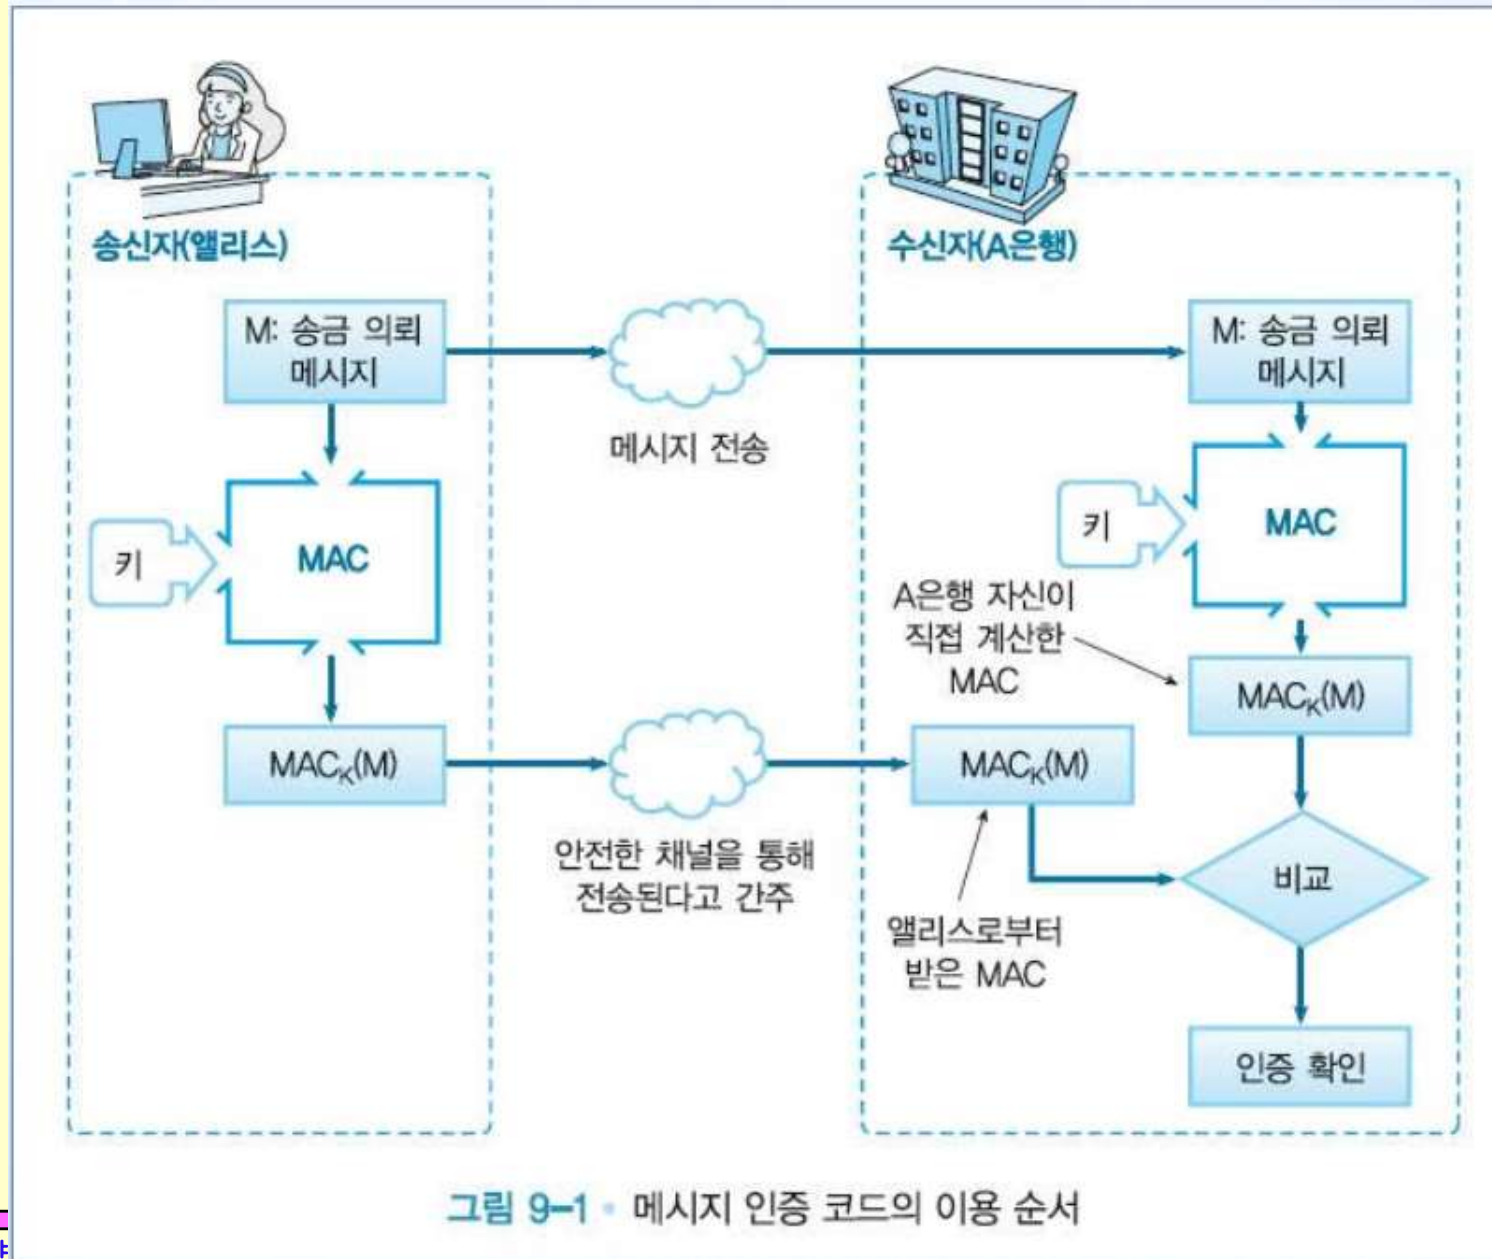 송신자(앨리스)
수신자(A은행)
M: 송금 의뢰
메시지
M: 송금 의뢰
메시지
메시지 전송
키
MAC
키
MAC
A은행 자신이
직접 계산한
MAC
MACK(M)
MACK(M)
MACK(M)
안전한 채널을 통해
전송된다고 간주
비교
앨리스로부터
받은 MAC
인증 확인
그림 9-1 • 메시지 인증 코드의 이용 순서